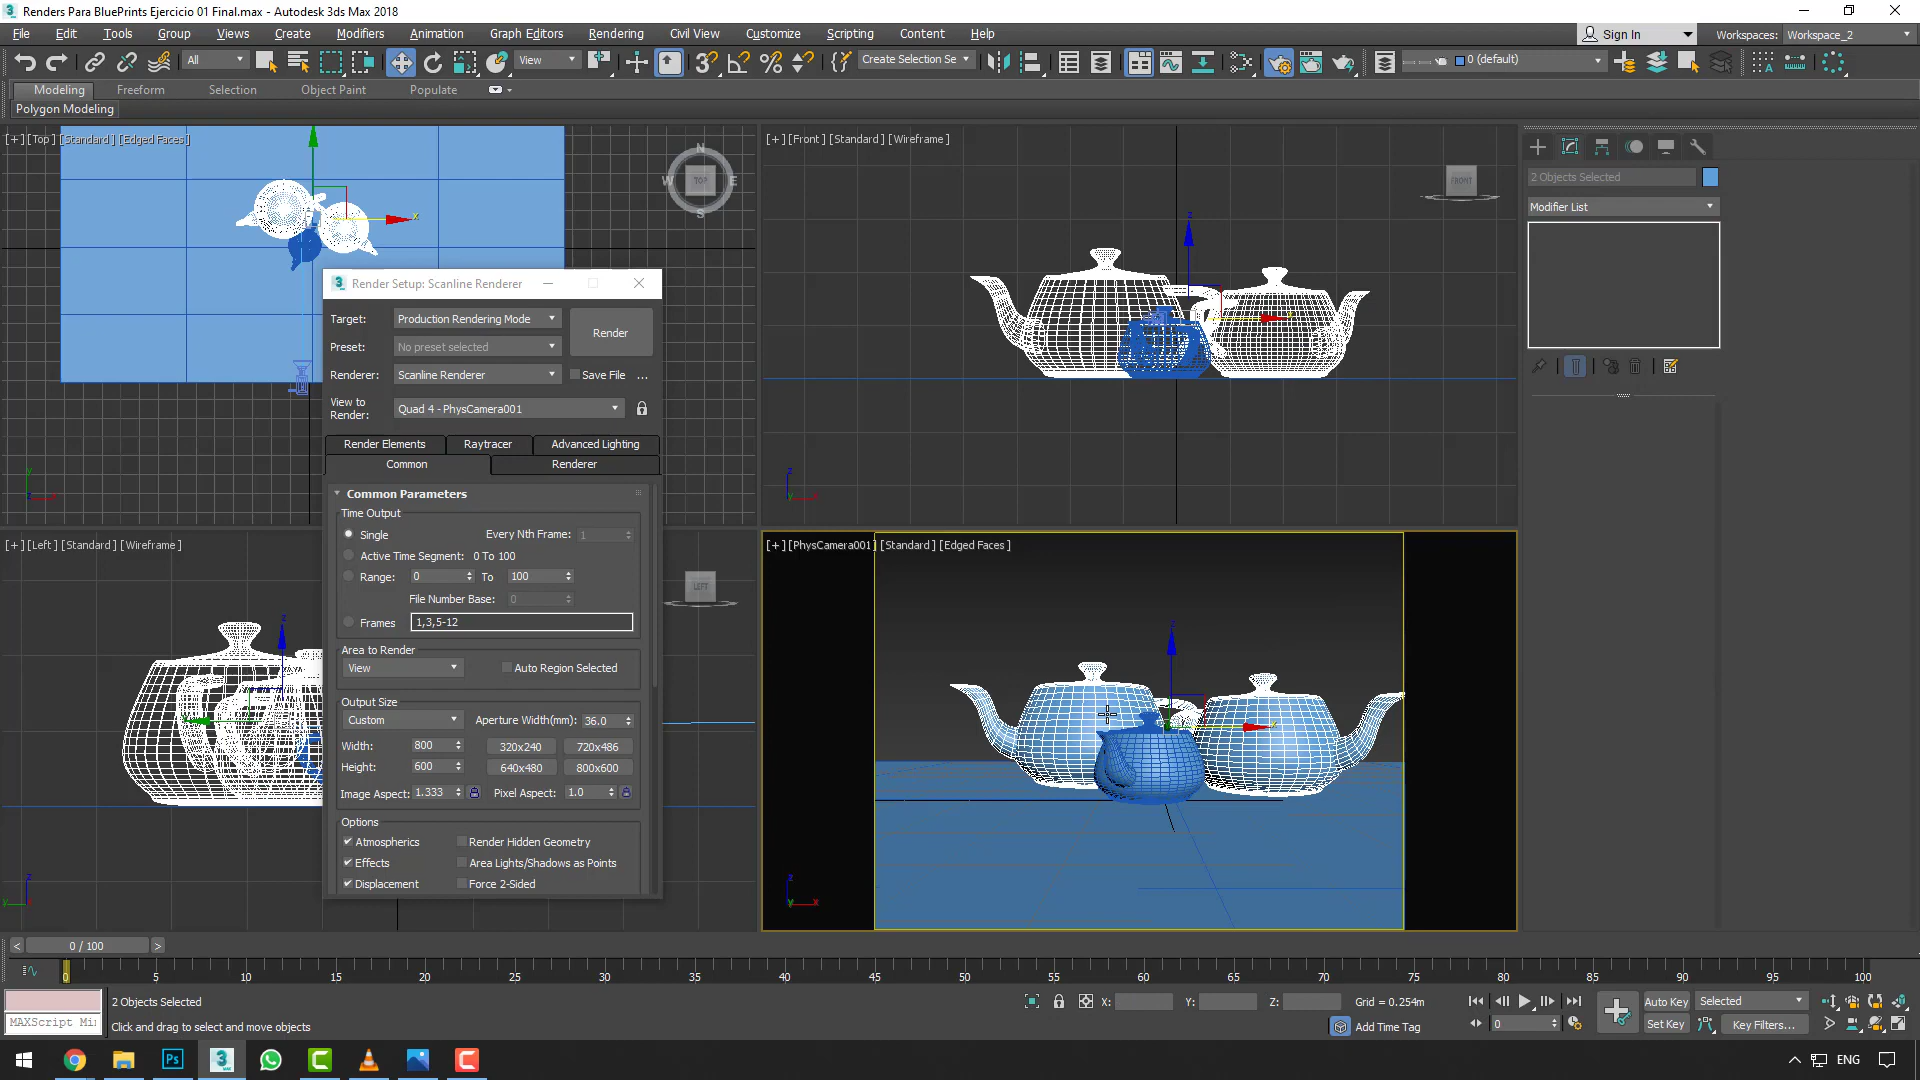 Renders Para BluePrints Ejercicio 01 Final.max - Autodesk 3ds Max 2018
File Edit Tools Group Views Create Modifiers Animation Graph Editors Rendering Civil View Customize Scripting Content Help
Sign In Workspaces: Workspace_2
All View Create Selection Se 0 (default)
Modeling Freeform Selection Object Paint Populate
Polygon Modeling
[+] [Top] [Standard] [Edged Faces]
N
W TOP E
S
[+] [Front] [Standard] [Wireframe]
FRONT
2 Objects Selected
Modifier List
Render Setup: Scanline Renderer
Target: Production Rendering Mode Render
Preset: No preset selected
Renderer: Scanline Renderer Save File ...
View to Render: Quad 4 - PhysCamera001
Render Elements Raytracer Advanced Lighting
Common Renderer
Common Parameters
Time Output
Single Every Nth Frame: 1
Active Time Segment: 0 To 100
Range: 0 To 100
File Number Base: 0
Frames 1,3,5-12
Area to Render
View Auto Region Selected
Output Size
Custom Aperture Width(mm): 36.0
Width: 800 320x240 720x486
Height: 600 640x480 800x600
Image Aspect: 1.333 Pixel Aspect: 1.0
Options
Atmospherics Render Hidden Geometry
Effects Area Lights/Shadows as Points
Displacement Force 2-Sided
[+] [Left] [Standard] [Wireframe]
LEFT
[+] [PhysCamera001] [Standard] [Edged Faces]
< 0 / 100 >
0 5 10 15 20 25 30 35 40 45 50 55 60 65 70 75 80 85 90 95 100
2 Objects Selected X: Y: Z: Grid = 0.254m Auto Key Selected
MAXScript Mi Click and drag to select and move objects Add Time Tag 0 Set Key Key Filters...
ENG